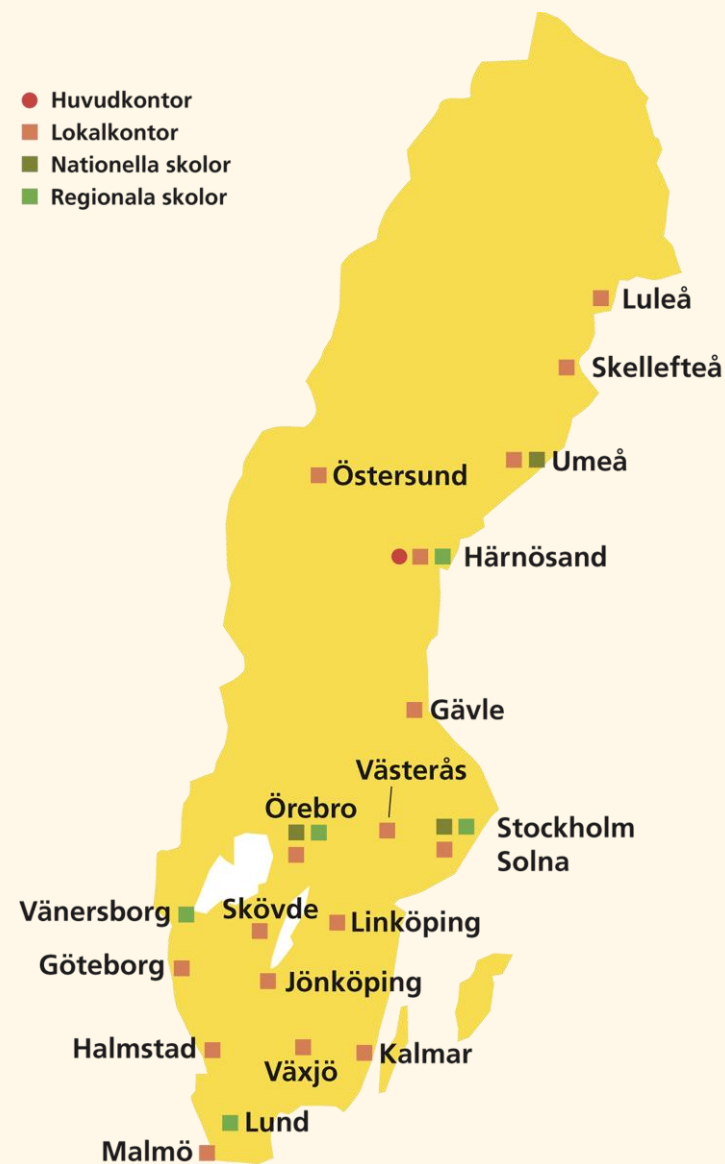 Huvudkontor
Lokalkontor
Nationella skolor
Regionala skolor
Luleå
Skellefteå
Umeå
Östersund
Härnösand
Gävle
Västerås
Örebro
Stockholm
Solna
Vänersborg
Skövde
Linköping
Göteborg
Jönköping
Halmstad
Växjö
Kalmar
Lund
Malmö